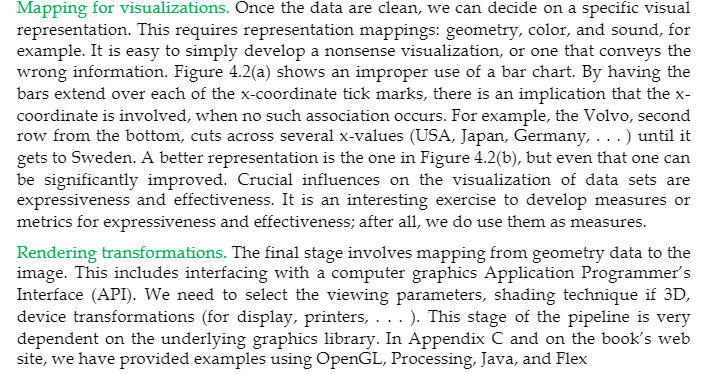 Mapping for visualizations. Once the data are clean, we can decide on a specific visual
representation. This requires representation mappings: geometry, color, and sound, for
example. It is easy to simply develop a nonsense visualization, or one that conveys the
wrong information. Figure 4.2(a) shows an improper use of a bar chart. By having the
bars extend over each of the x-coordinate tick marks, there is an implication that the x-
coordinate is involved, when no such association occurs. For example, the Volvo, second
row from the bottom, cuts across several x-values (USA, Japan, Germany, . . . ) until it
gets to Sweden. A better representation is the one in Figure 4.2(b), but even that one can
be significantly improved. Crucial influences on the visualization of data sets are
expressiveness and effectiveness. It is an interesting exercise to develop measures or
metrics for expressiveness and effectiveness; after all, we do use them as measures.
Rendering transformations. The final stage involves mapping from geometry data to the
image. This includes interfacing with a computer graphics Application Programmer's
Interface (API). We need to select the viewing parameters, shading technique if 3D,
device transformations (for display, printers, . . . ). This stage of the pipeline is very
dependent on the underlying graphics library. In Appendix C and on the book's web
site, we have provided examples using OpenGL, Processing, Java, and Flex